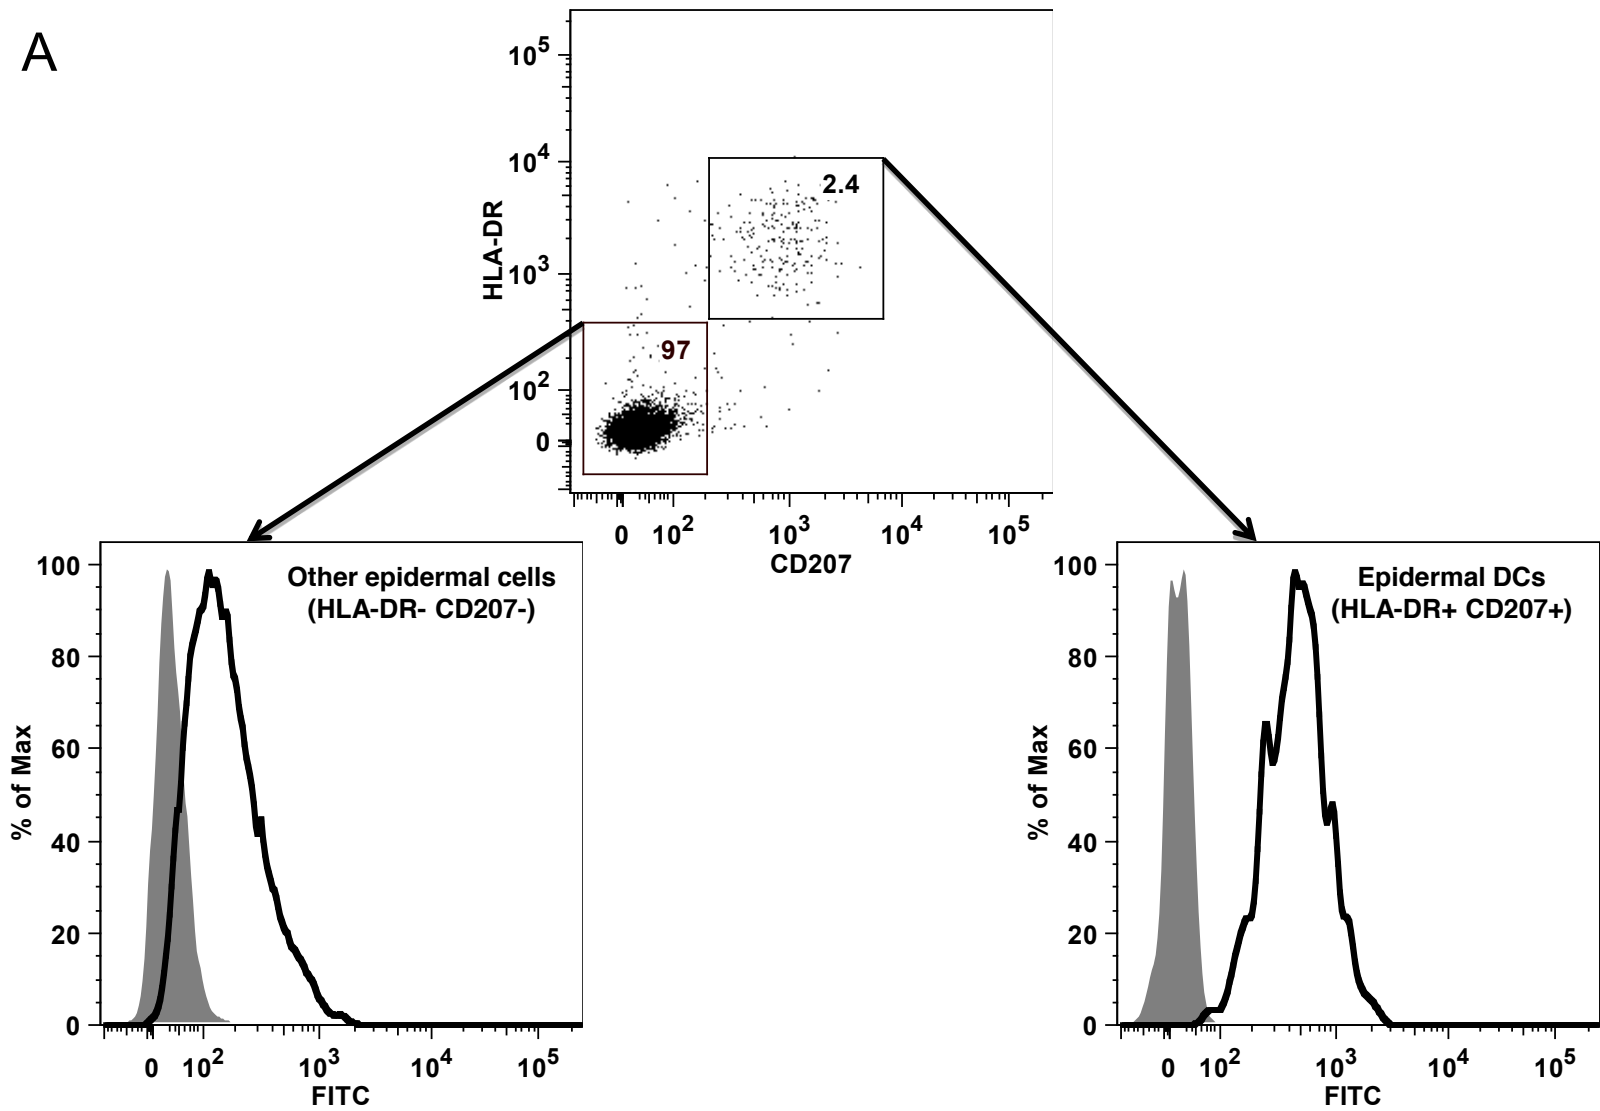 A
10^5
10^4
10^3
10^2
0
HLA-DR
2.4
97
0 10^2 10^3 10^4 10^5
CD207
Other epidermal cells
(HLA-DR- CD207-)
100
80
60
40
20
0
% of Max
0 10^2 10^3 10^4 10^5
FITC
Epidermal DCs
(HLA-DR+ CD207+)
100
80
60
40
20
0
% of Max
0 10^2 10^3 10^4 10^5
FITC